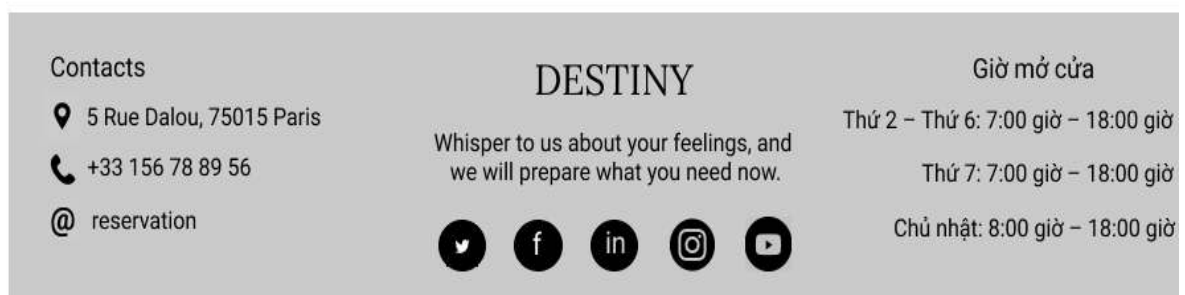 Contacts
5 Rue Dalou, 75015 Paris
+33 156 78 89 56
@ reservation
DESTINY
Whisper to us about your feelings, and
we will prepare what you need now.
f
in
Giờ mở cửa
Thứ 2 – Thứ 6: 7:00 giờ – 18:00 giờ
Thứ 7: 7:00 giờ – 18:00 giờ
Chủ nhật: 8:00 giờ – 18:00 giờ